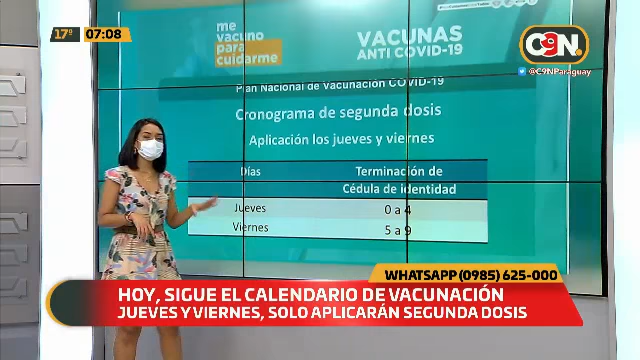 17º 07:08
me
vacuno
para
cuidarme
VACUNAS
ANTI COVID-19
C9N.
@C9NParaguay
Plan Nacional de Vacunación COVID-19
Cronograma de segunda dosis
Aplicación los jueves y viernes
Días Terminación de
Cédula de identidad
Jueves 0 a 4
Viernes 5 a 9
WHATSAPP (0985) 625-000
HOY, SIGUE EL CALENDARIO DE VACUNACIÓN
JUEVES Y VIERNES, SOLO APLICARÁN SEGUNDA DOSIS